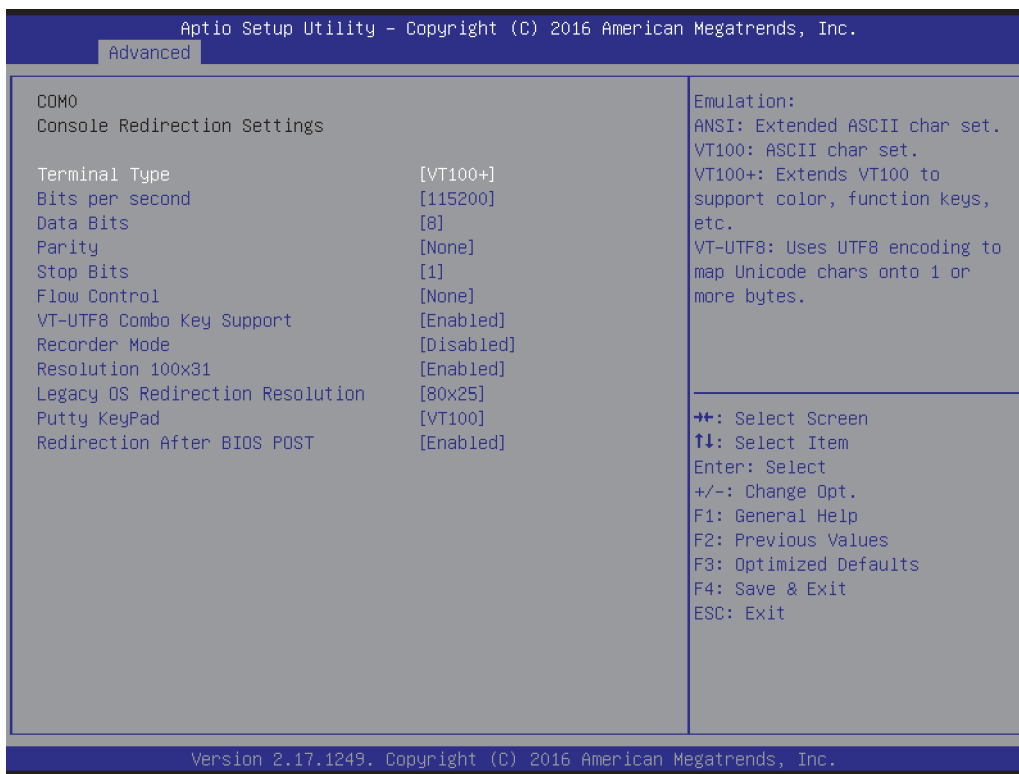 Aptio Setup Utility – Copyright (C) 2016 American Megatrends, Inc.
Advanced
COM0
Console Redirection Settings
Terminal Type [VT100+]
Bits per second [115200]
Data Bits [8]
Parity [None]
Stop Bits [1]
Flow Control [None]
VT-UTF8 Combo Key Support [Enabled]
Recorder Mode [Disabled]
Resolution 100x31 [Enabled]
Legacy OS Redirection Resolution [80x25]
Putty KeyPad [VT100]
Redirection After BIOS POST [Enabled]
Emulation:
ANSI: Extended ASCII char set.
VT100: ASCII char set.
VT100+: Extends VT100 to
support color, function keys,
etc.
VT-UTF8: Uses UTF8 encoding to
map Unicode chars onto 1 or
more bytes.
→←: Select Screen
↑↓: Select Item
Enter: Select
+/-: Change Opt.
F1: General Help
F2: Previous Values
F3: Optimized Defaults
F4: Save & Exit
ESC: Exit
Version 2.17.1249. Copyright (C) 2016 American Megatrends, Inc.